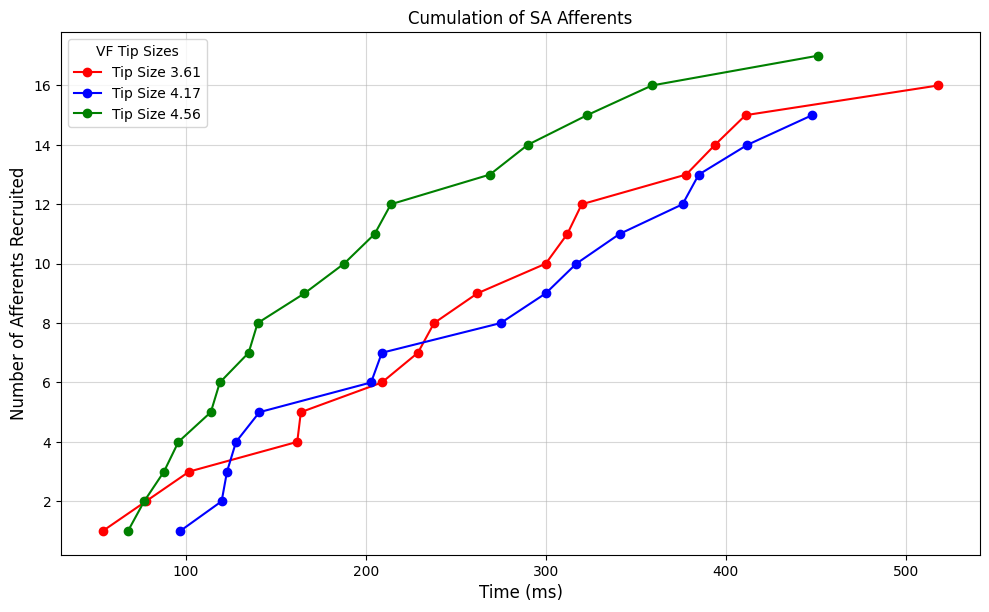 Cumulation of SA Afferents
VF Tip Sizes
Tip Size 3.61
Tip Size 4.17
Tip Size 4.56
Number of Afferents Recruited
16
14
12
10
8
6
4
2
100 200 300 400 500
Time (ms)